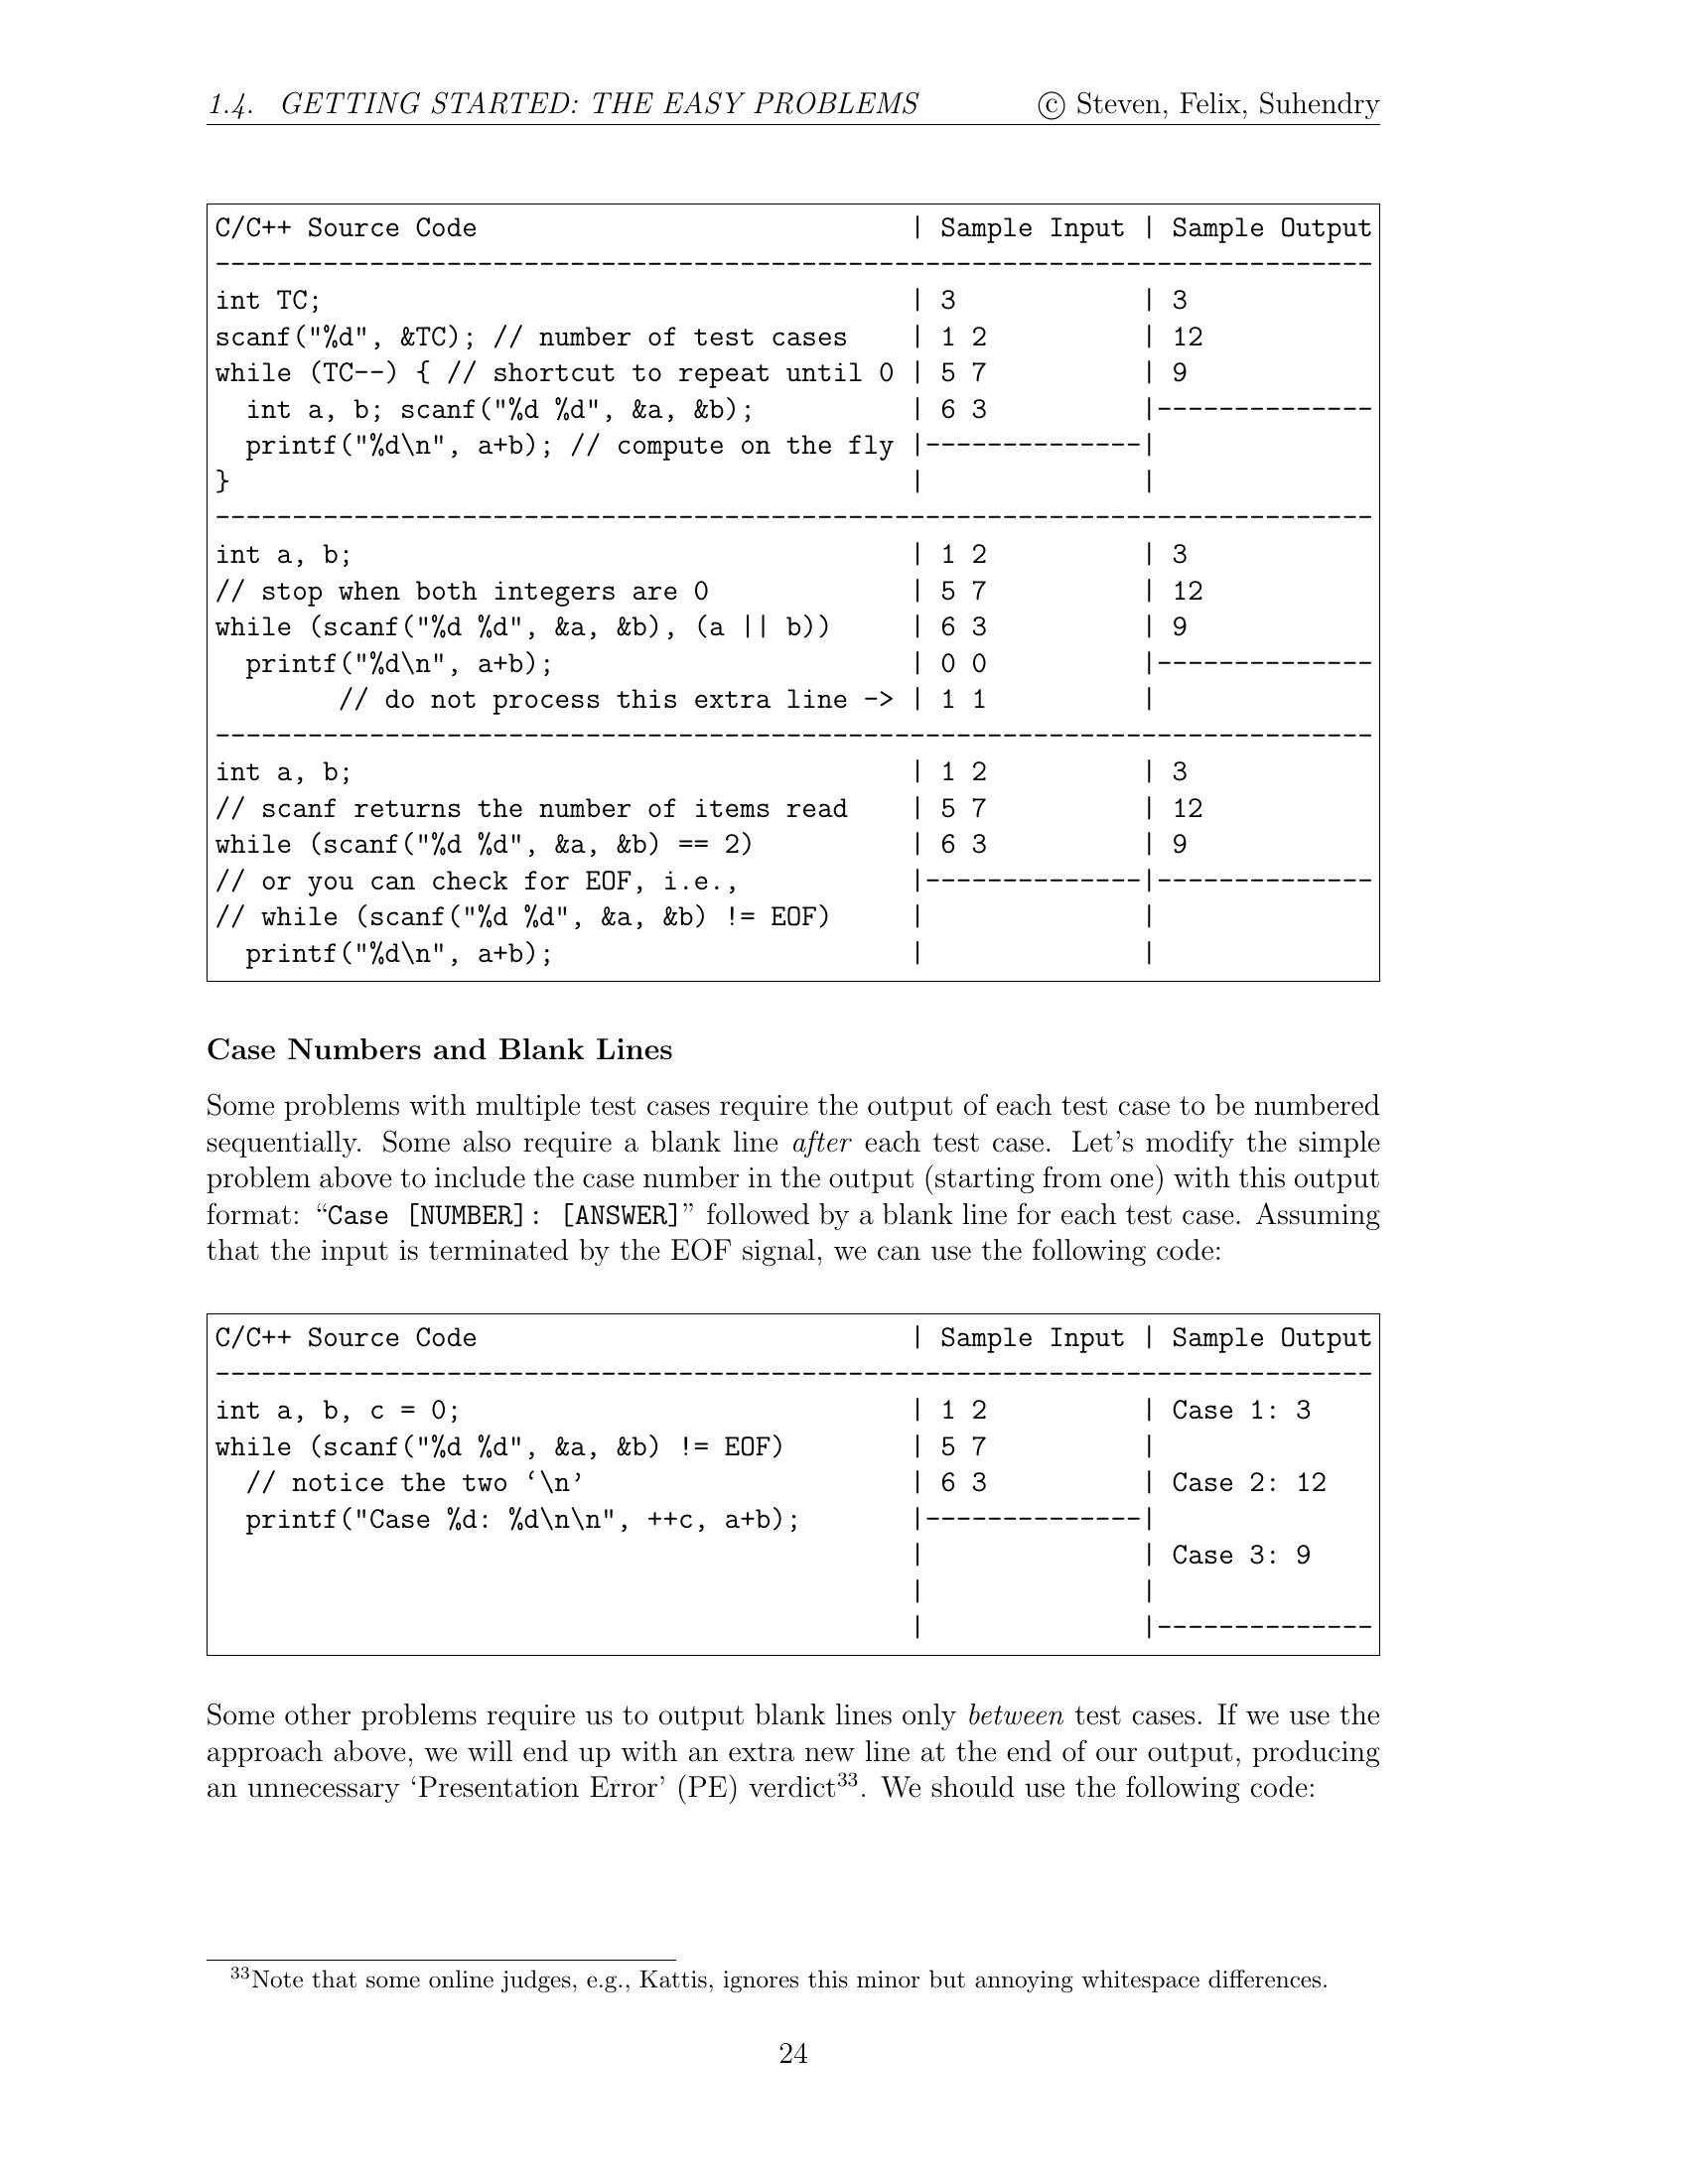 1.4. GETTING STARTED: THE EASY PROBLEMS © Steven, Felix, Suhendry
C/C++ Source Code | Sample Input | Sample Output
---------------------------------------------------------------------------
int TC; | 3 | 3
scanf("%d", &TC); // number of test cases | 1 2 | 12
while (TC--) { // shortcut to repeat until 0 | 5 7 | 9
  int a, b; scanf("%d %d", &a, &b); | 6 3 |--------------
  printf("%d\n", a+b); // compute on the fly |--------------|
} | |
---------------------------------------------------------------------------
int a, b; | 1 2 | 3
// stop when both integers are 0 | 5 7 | 12
while (scanf("%d %d", &a, &b), (a || b)) | 6 3 | 9
  printf("%d\n", a+b); | 0 0 |--------------
        // do not process this extra line -> | 1 1 |
---------------------------------------------------------------------------
int a, b; | 1 2 | 3
// scanf returns the number of items read | 5 7 | 12
while (scanf("%d %d", &a, &b) == 2) | 6 3 | 9
// or you can check for EOF, i.e., |--------------|--------------
// while (scanf("%d %d", &a, &b) != EOF) | |
  printf("%d\n", a+b); | |
Case Numbers and Blank Lines
Some problems with multiple test cases require the output of each test case to be numbered
sequentially. Some also require a blank line after each test case. Let's modify the simple
problem above to include the case number in the output (starting from one) with this output
format: “Case [NUMBER]: [ANSWER]” followed by a blank line for each test case. Assuming
that the input is terminated by the EOF signal, we can use the following code:
C/C++ Source Code | Sample Input | Sample Output
---------------------------------------------------------------------------
int a, b, c = 0; | 1 2 | Case 1: 3
while (scanf("%d %d", &a, &b) != EOF) | 5 7 |
  // notice the two ‘\n’ | 6 3 | Case 2: 12
  printf("Case %d: %d\n\n", ++c, a+b); |--------------|
| | Case 3: 9
| |
| |--------------
Some other problems require us to output blank lines only between test cases. If we use the
approach above, we will end up with an extra new line at the end of our output, producing
an unnecessary ‘Presentation Error’ (PE) verdict33. We should use the following code:
33Note that some online judges, e.g., Kattis, ignores this minor but annoying whitespace differences.
24